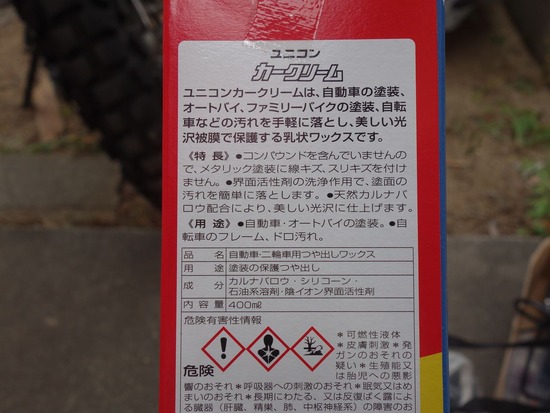 ユニコン
カークリーム
ユニコンカークリームは、自動車の塗装、
オートバイ、ファミリーバイクの塗装、自転
車などの汚れを手軽に落とし、美しい光
沢被膜で保護する乳状ワックスです。
《特長》●コンパウンドを含んでいませんの
で、メタリック塗装に線キズ、スリキズを付け
ません。●界面活性剤の洗浄作用で、塗面の
汚れを簡単に落とします。●天然カルナバ
ロウ配合により、美しい光沢に仕上げます。
《用途》●自動車・オートバイの塗装。●自
転車のフレーム、ドロ汚れ。
品名 自動車・二輪車用つや出しワックス
用途 塗装の保護つや出し
成分 カルナバロウ・シリコーン・
石油系溶剤・陰イオン界面活性剤
内容量 400mℓ
危険有害性情報
*可燃性液体
*皮膚刺激*発
ガンのおそれの
疑い*生殖能又
は胎児への悪影
危険
響のおそれ*呼吸器への刺激のおそれ*眠気又はめ
まいのおそれ*長期にわたる、又は反復ばく露に
よる臓器(肝臓、精巣、肺、中枢神経系)の障害のお